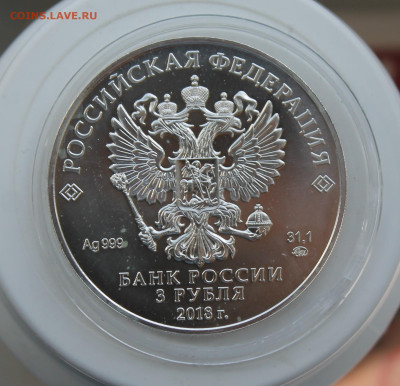 COINS.LAVE.RU
РОССИЙСКАЯ ФЕДЕРАЦИЯ
Ag 999 31,1
БАНК РОССИИ
3 РУБЛЯ
2018 г.